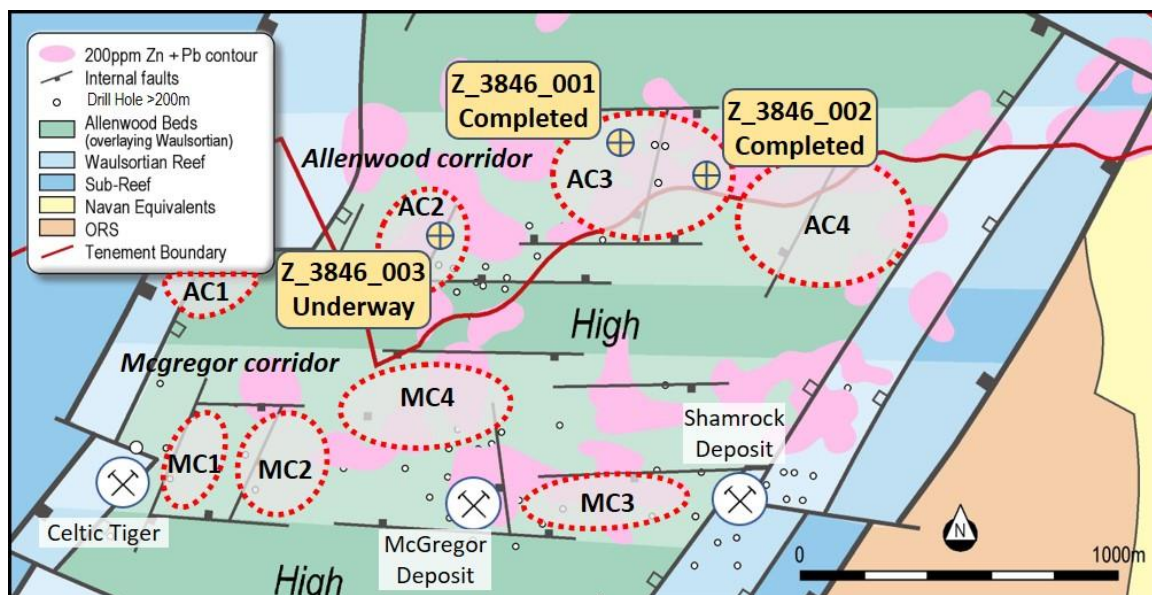 200ppm Zn + Pb contour
Internal faults
Drill Hole >200m
Allenwood Beds
(overlaying Waulsortian)
Waulsortian Reef
Sub-Reef
Navan Equivalents
ORS
Tenement Boundary
Z_3846_001
Completed
Z_3846_002
Completed
Allenwood corridor
AC3
AC2
AC4
Z_3846_003
Underway
AC1
High
Mcgregor corridor
MC4
Shamrock
Deposit
MC1
MC2
MC3
Celtic Tiger
McGregor
Deposit
High
N
0
1000m